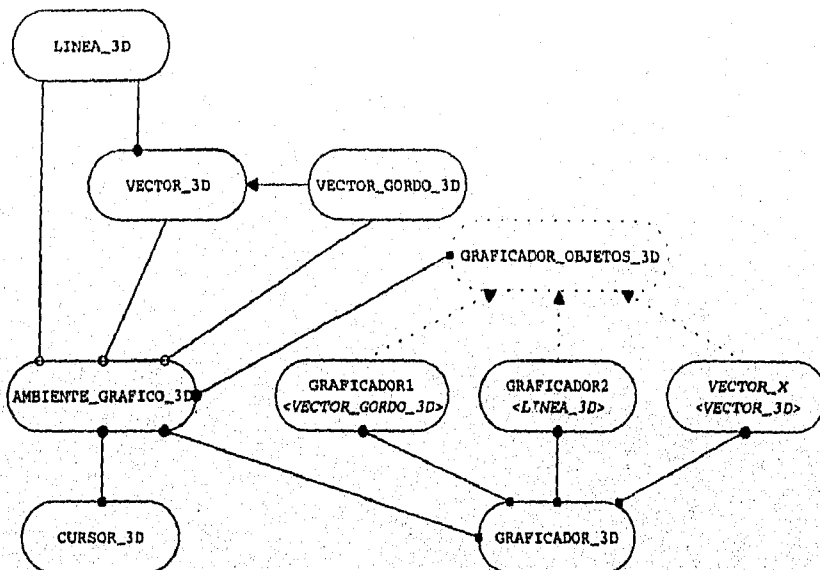 LINEA_3D
VECTOR_3D
VECTOR_GORDO_3D
GRAFICADOR_OBJETOS_3D
AMBIENTE_GRAFICO_3D
GRAFICADOR1
<VECTOR_GORDO_3D>
GRAFICADOR2
<LINEA_3D>
VECTOR_X
<VECTOR_3D>
CURSOR_3D
GRAFICADOR_3D